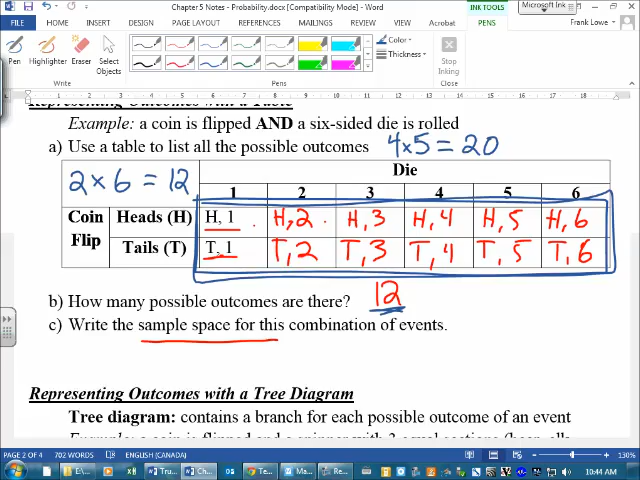 Chapter 5 Notes - Probability.docx [Compatibility Mode] - Word
INK TOOLS
Microsoft Ink
FILE HOME INSERT DESIGN PAGE LAYOUT REFERENCES MAILINGS REVIEW VIEW Acrobat PENS
Frank Lowe
Pen Highlighter Eraser Select Objects
Color
Thickness
Stop Inking
Write Pens Close
Representing Outcomes with a Table
Example: a coin is flipped AND a six-sided die is rolled
a) Use a table to list all the possible outcomes 4×5 = 20
2 × 6 = 12 Die
1 2 3 4 5 6
Coin Flip Heads (H) H, 1 H,2 H,3 H,4 H,5 H,6
Tails (T) T, 1 T,2 T,3 T,4 T,5 T,6
b) How many possible outcomes are there? 12
c) Write the sample space for this combination of events.
Representing Outcomes with a Tree Diagram
Tree diagram: contains a branch for each possible outcome of an event
PAGE 2 OF 4 702 WORDS ENGLISH (CANADA) 130%
10:44 AM